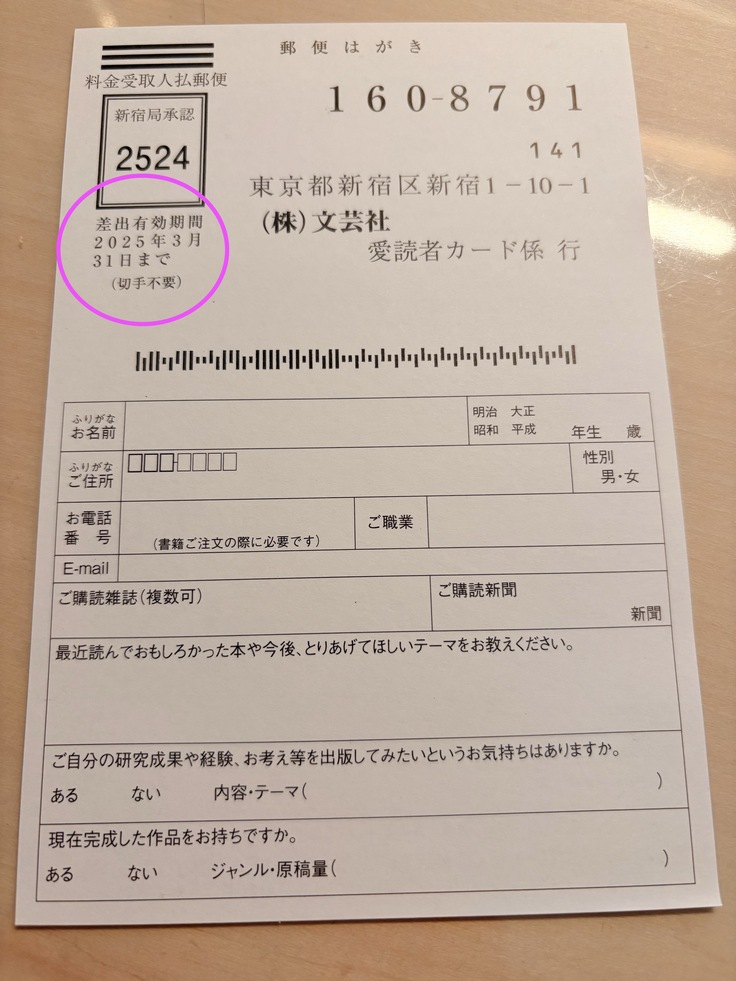 郵便はがき
料金受取人払郵便
新宿局承認
2524
差出有効期間
2025年3月
31日まで
(切手不要)
160-8791
141
東京都新宿区新宿1-10-1
(株)文芸社
愛読者カード係 行
ふりがな
お名前
明治 大正
昭和 平成 年生 歳
ふりがな
ご住所
性別
男・女
お電話
番 号
(書籍ご注文の際に必要です)
ご職業
E-mail
ご購読雑誌(複数可)
ご購読新聞
新聞
最近読んでおもしろかった本や今後、とりあげてほしいテーマをお教えください。
ご自分の研究成果や経験、お考え等を出版してみたいというお気持ちはありますか。
ある ない 内容・テーマ( )
現在完成した作品をお持ちですか。
ある ない ジャンル・原稿量( )